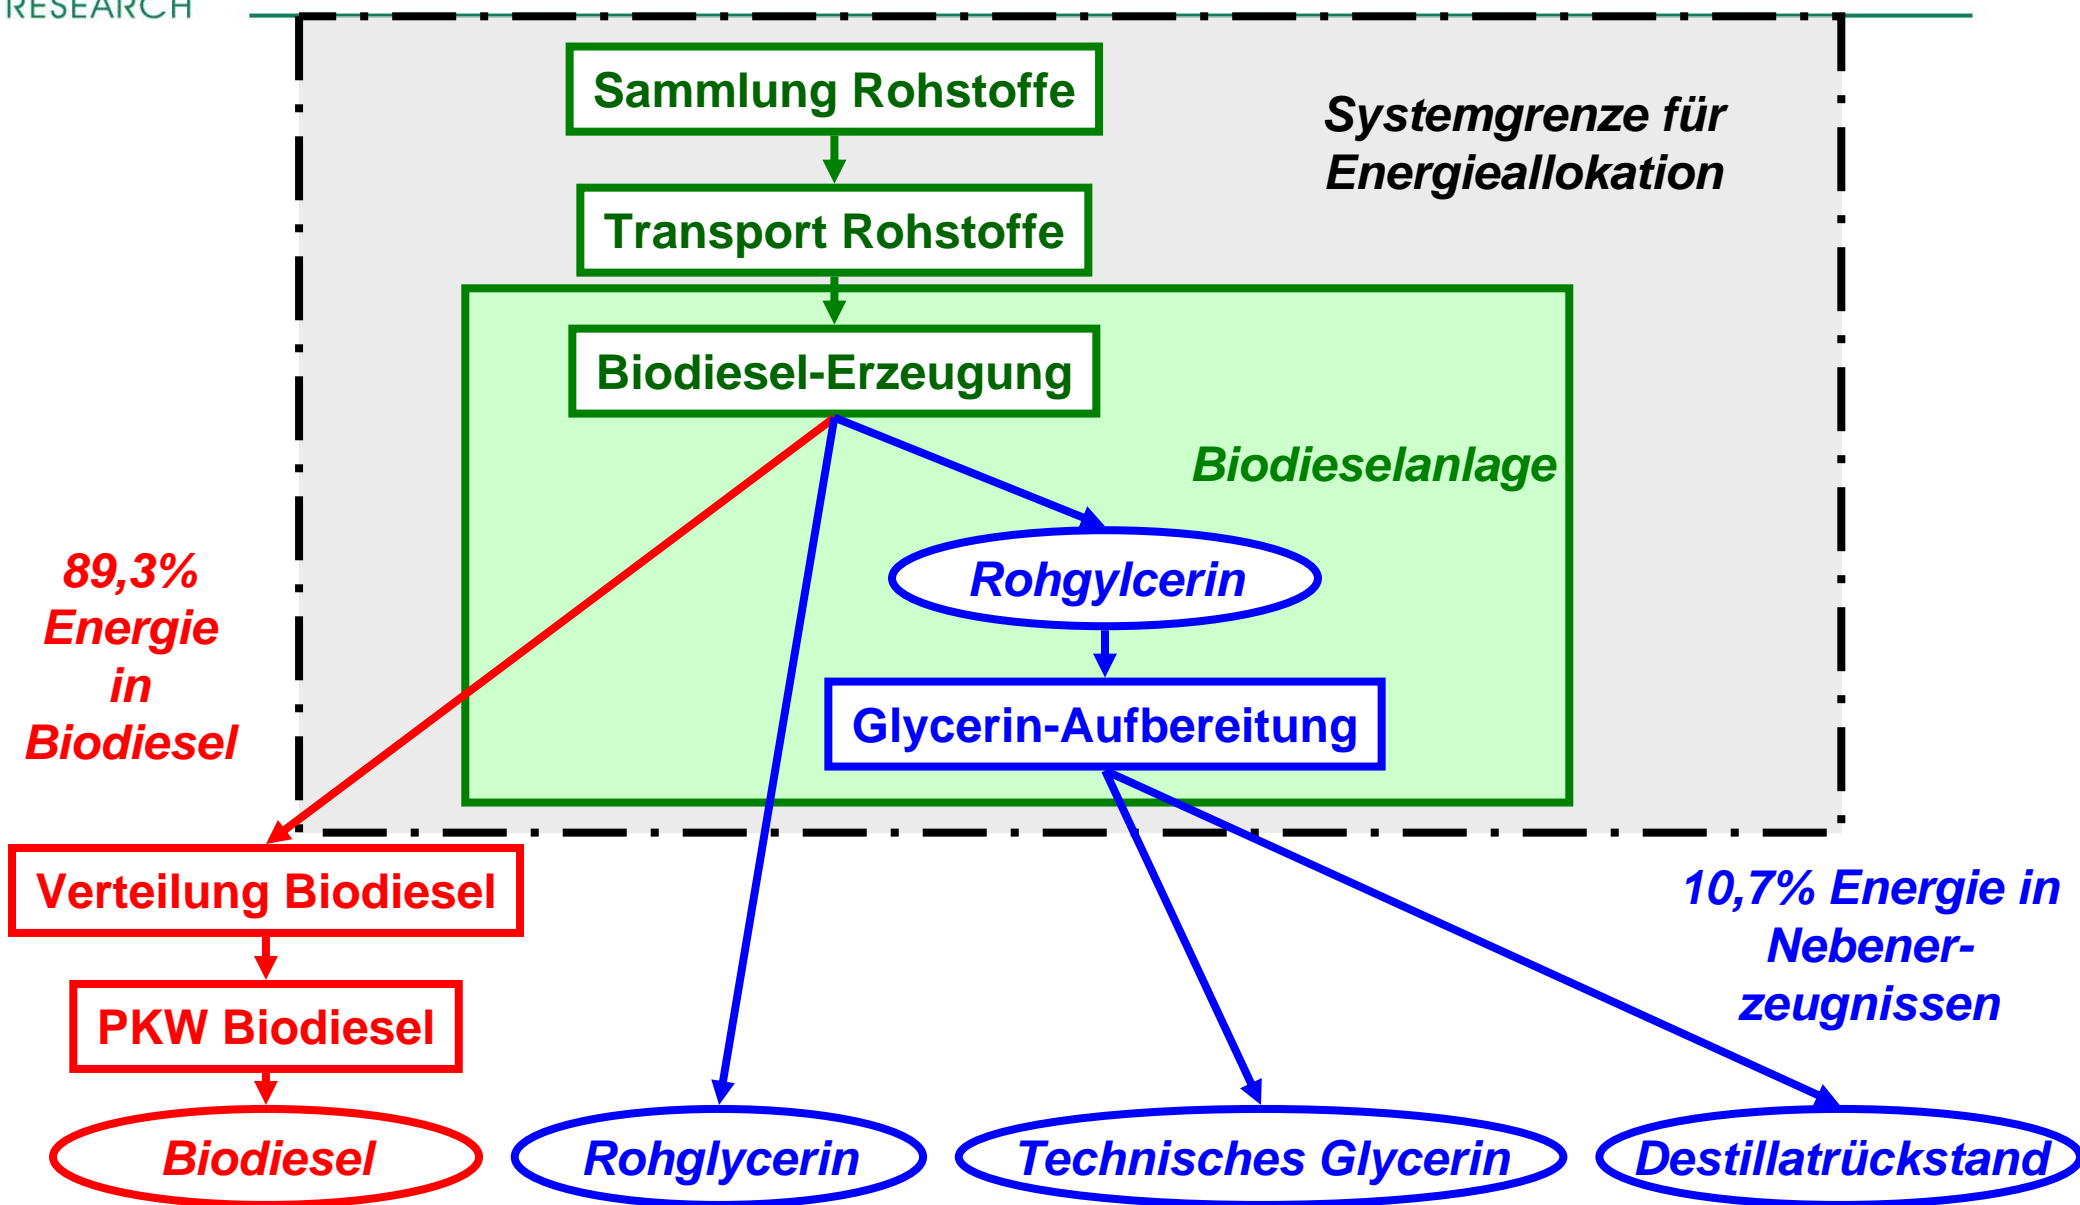 RESEARCH
Sammlung Rohstoffe
Systemgrenze für
Energieallokation
Transport Rohstoffe
Biodiesel-Erzeugung
Biodieselanlage
89,3%
Energie
in
Biodiesel
Rohgylcerin
Glycerin-Aufbereitung
Verteilung Biodiesel
10,7% Energie in
Nebener-
zeugnissen
PKW Biodiesel
Biodiesel
Rohglycerin
Technisches Glycerin
Destillatrückstand